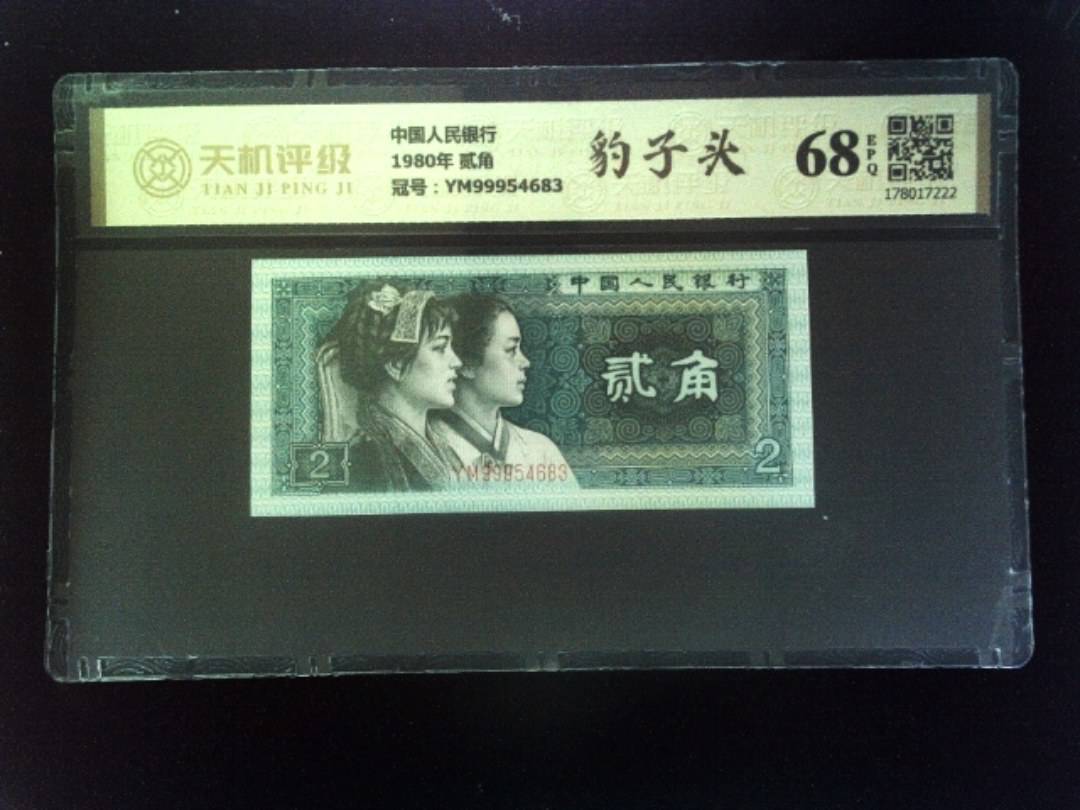 天机评级
TIAN JI PING JI
中国人民银行
1980年 贰角
冠号：YM99954683
豹子头
68
EPQ
178017222
中国人民银行
贰角
2
YM99954683
2